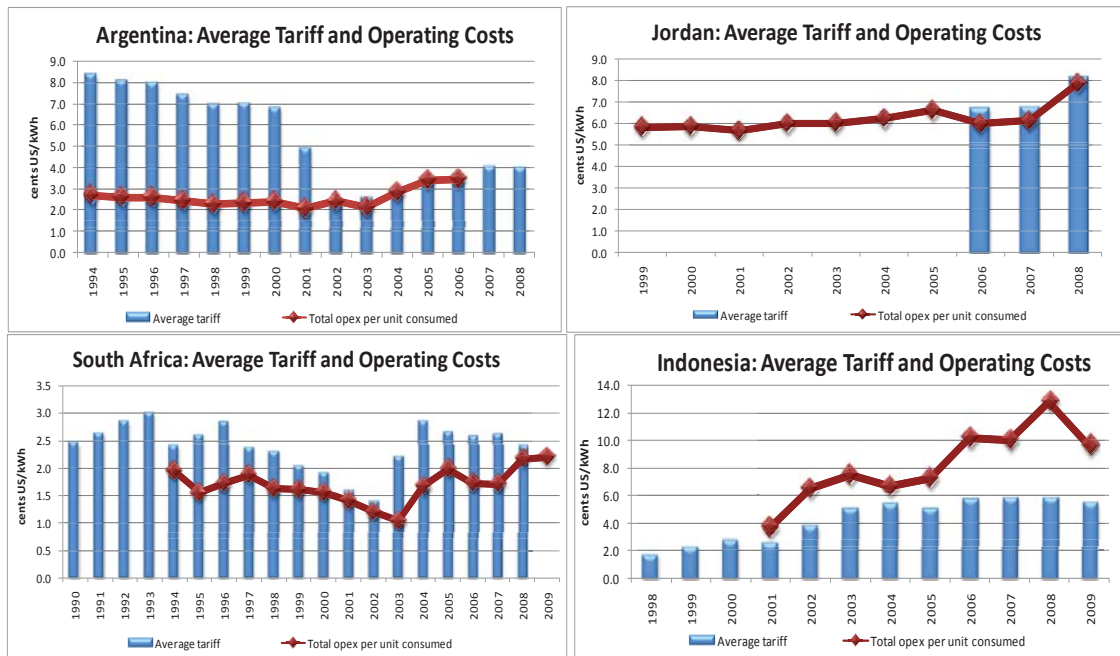 Argentina: Average Tariff and Operating Costs
cents US/kWh
9.0
8.0
7.0
6.0
5.0
4.0
3.0
2.0
1.0
0.0
1994 1995 1996 1997 1998 1999 2000 2001 2002 2003 2004 2005 2006 2007 2008
Average tariff Total opex per unit consumed
Jordan: Average Tariff and Operating Costs
cents US/kWh
9.0
8.0
7.0
6.0
5.0
4.0
3.0
2.0
1.0
0.0
1999 2000 2001 2002 2003 2004 2005 2006 2007 2008
Average tariff Total opex per unit consumed
South Africa: Average Tariff and Operating Costs
cents US/kWh
3.5
3.0
2.5
2.0
1.5
1.0
0.5
0.0
1990 1991 1992 1993 1994 1995 1996 1997 1998 1999 2000 2001 2002 2003 2004 2005 2006 2007 2008 2009
Average tariff Total opex per unit consumed
Indonesia: Average Tariff and Operating Costs
cents US/kWh
14.0
12.0
10.0
8.0
6.0
4.0
2.0
0.0
1998 1999 2000 2001 2002 2003 2004 2005 2006 2007 2008 2009
Average tariff Total opex per unit consumed